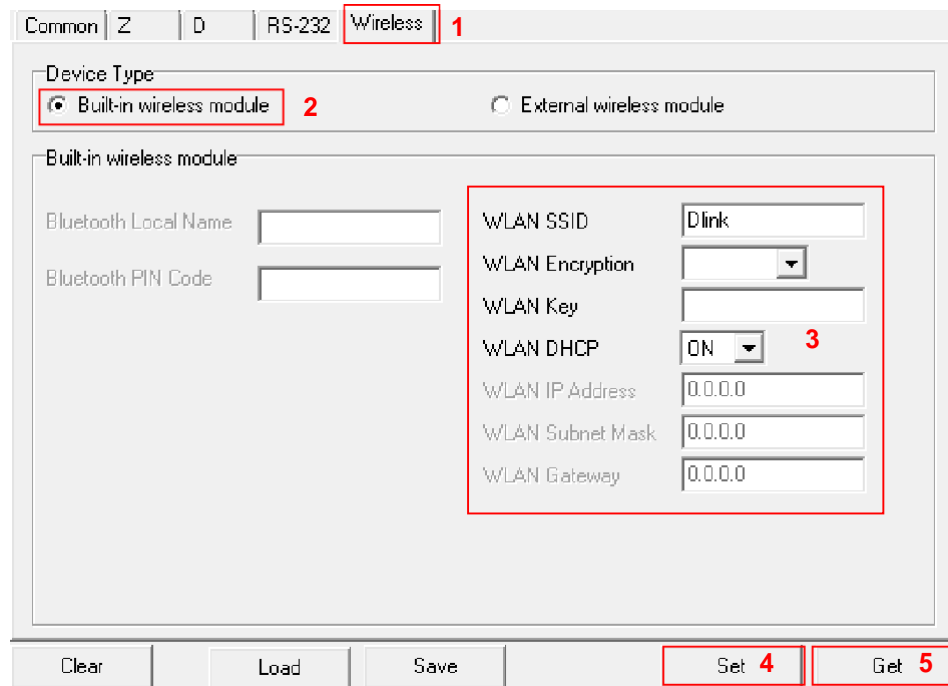 Common Z D RS-232 Wireless 1
Device Type
Built-in wireless module 2 External wireless module
Built-in wireless module
Bluetooth Local Name
Bluetooth PIN Code
WLAN SSID Dlink
WLAN Encryption
WLAN Key
WLAN DHCP ON 3
WLAN IP Address 0.0.0.0
WLAN Subnet Mask 0.0.0.0
WLAN Gateway 0.0.0.0
Clear Load Save Set 4 Get 5